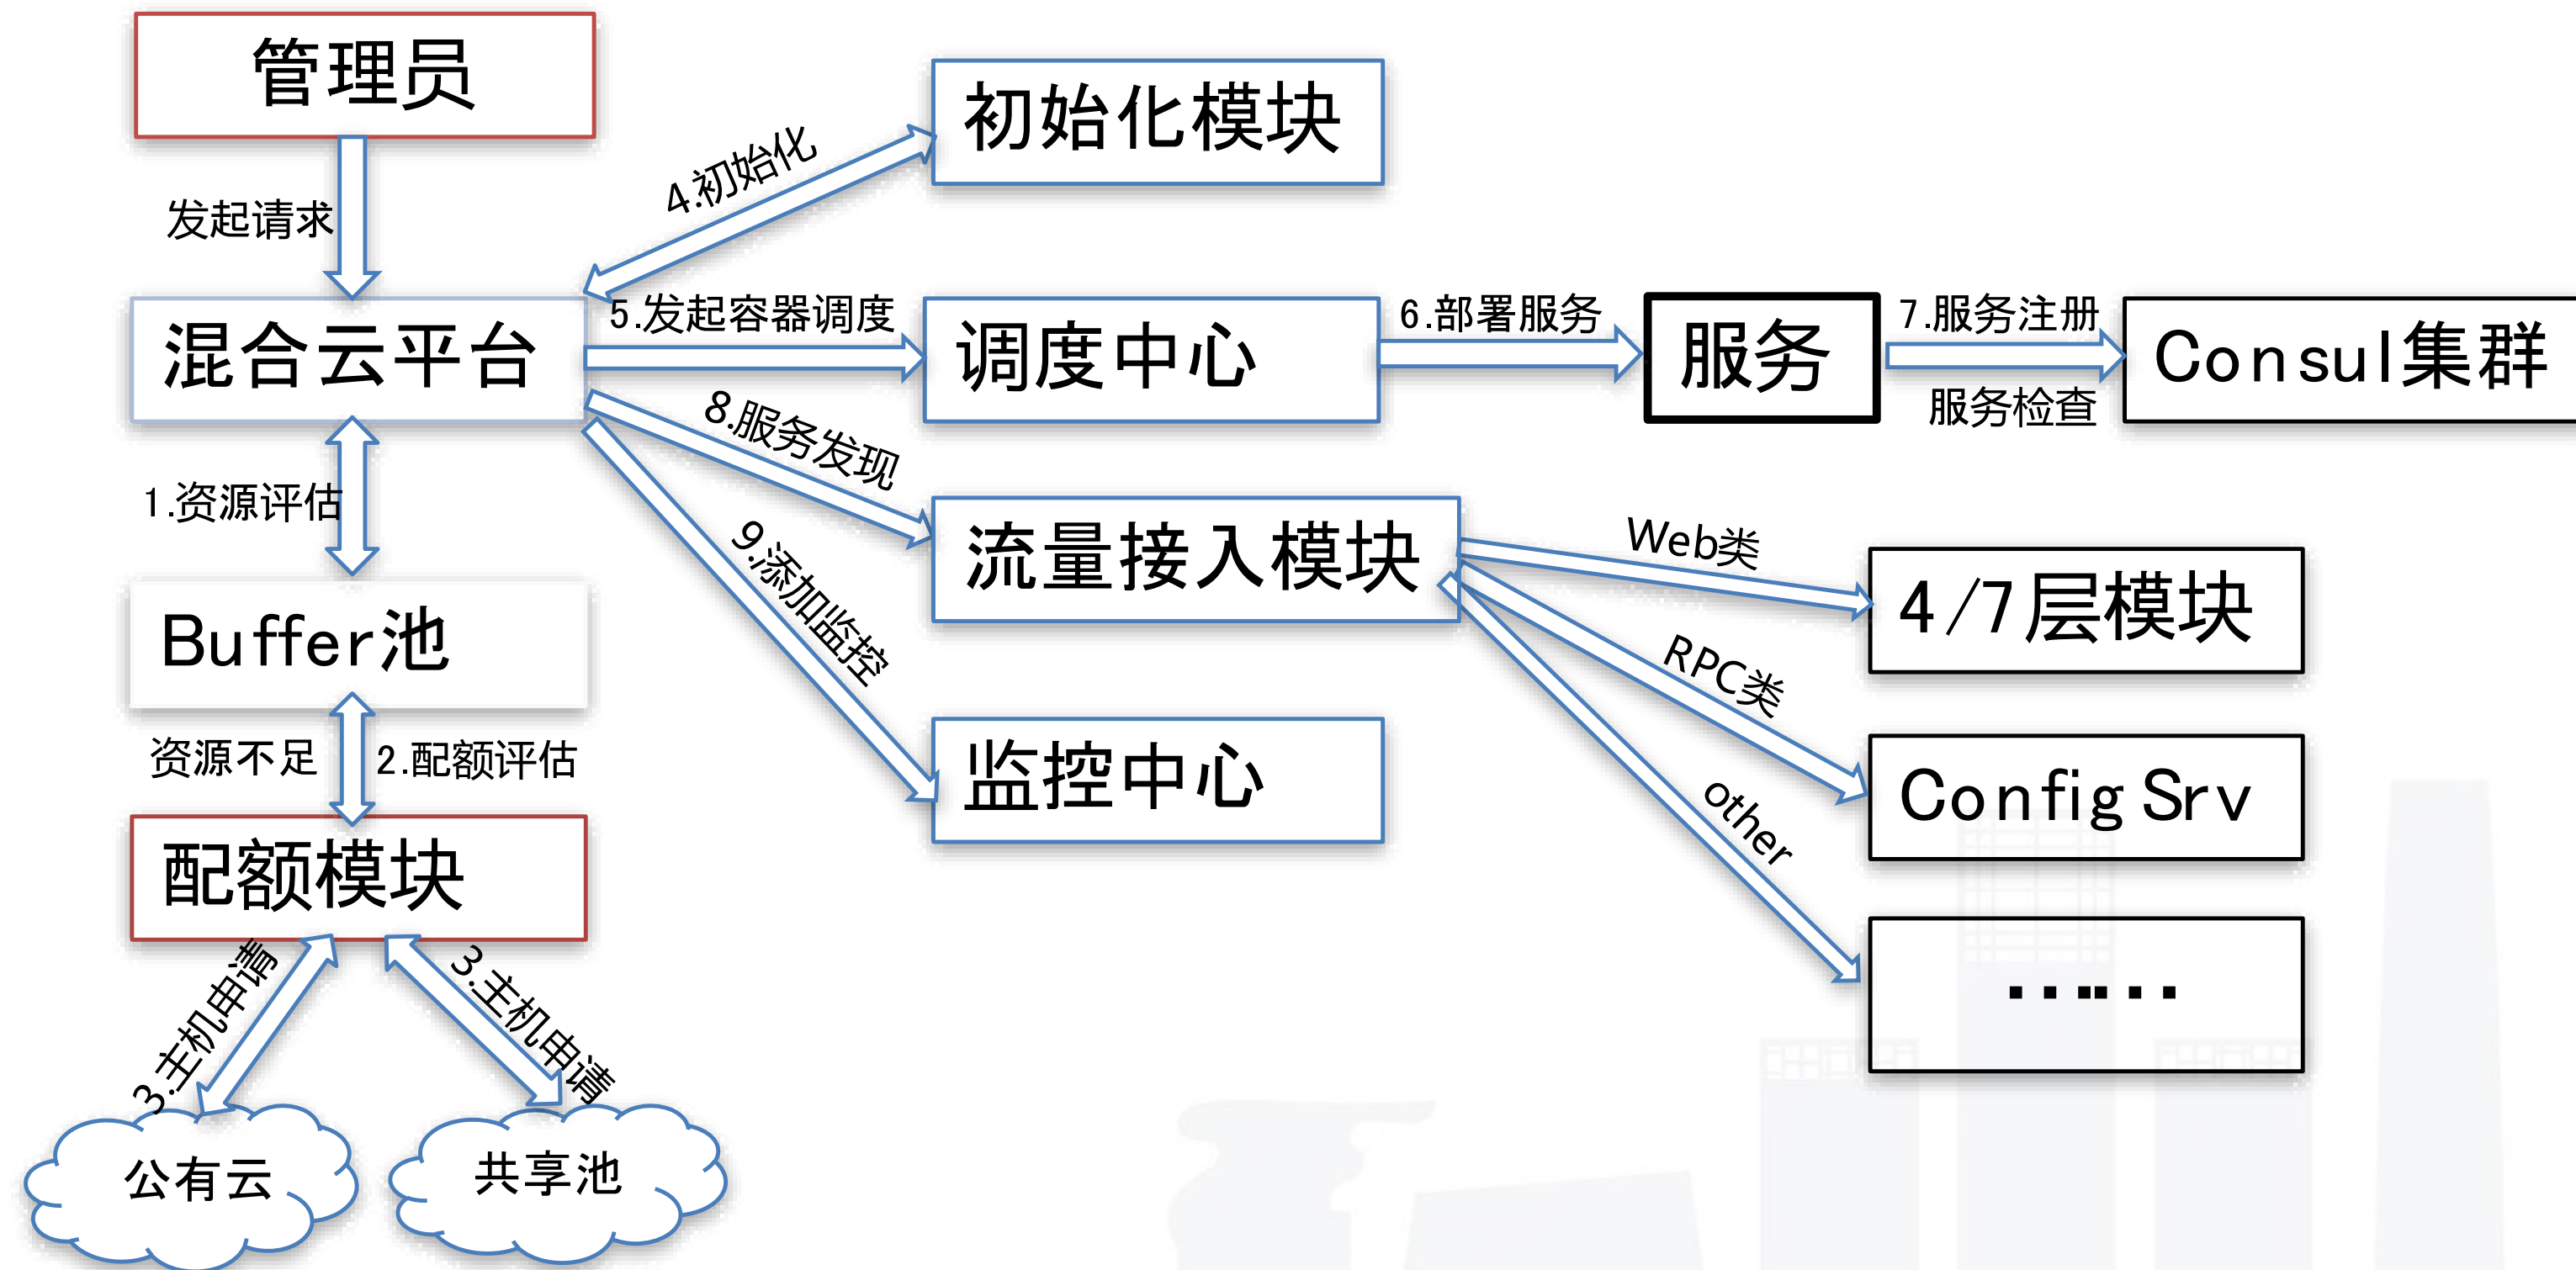 管理员
发起请求
4.初始化
初始化模块
混合云平台
5.发起容器调度
调度中心
6.部署服务
服务
7.服务注册
服务检查
Consul集群
8.服务发现
1.资源评估
9.添加监控
流量接入模块
Web类
4/7层模块
Buffer池
RPC类
资源不足
2.配额评估
监控中心
Config Srv
other
配额模块
……
3.主机申请
3.主机申请
公有云
共享池